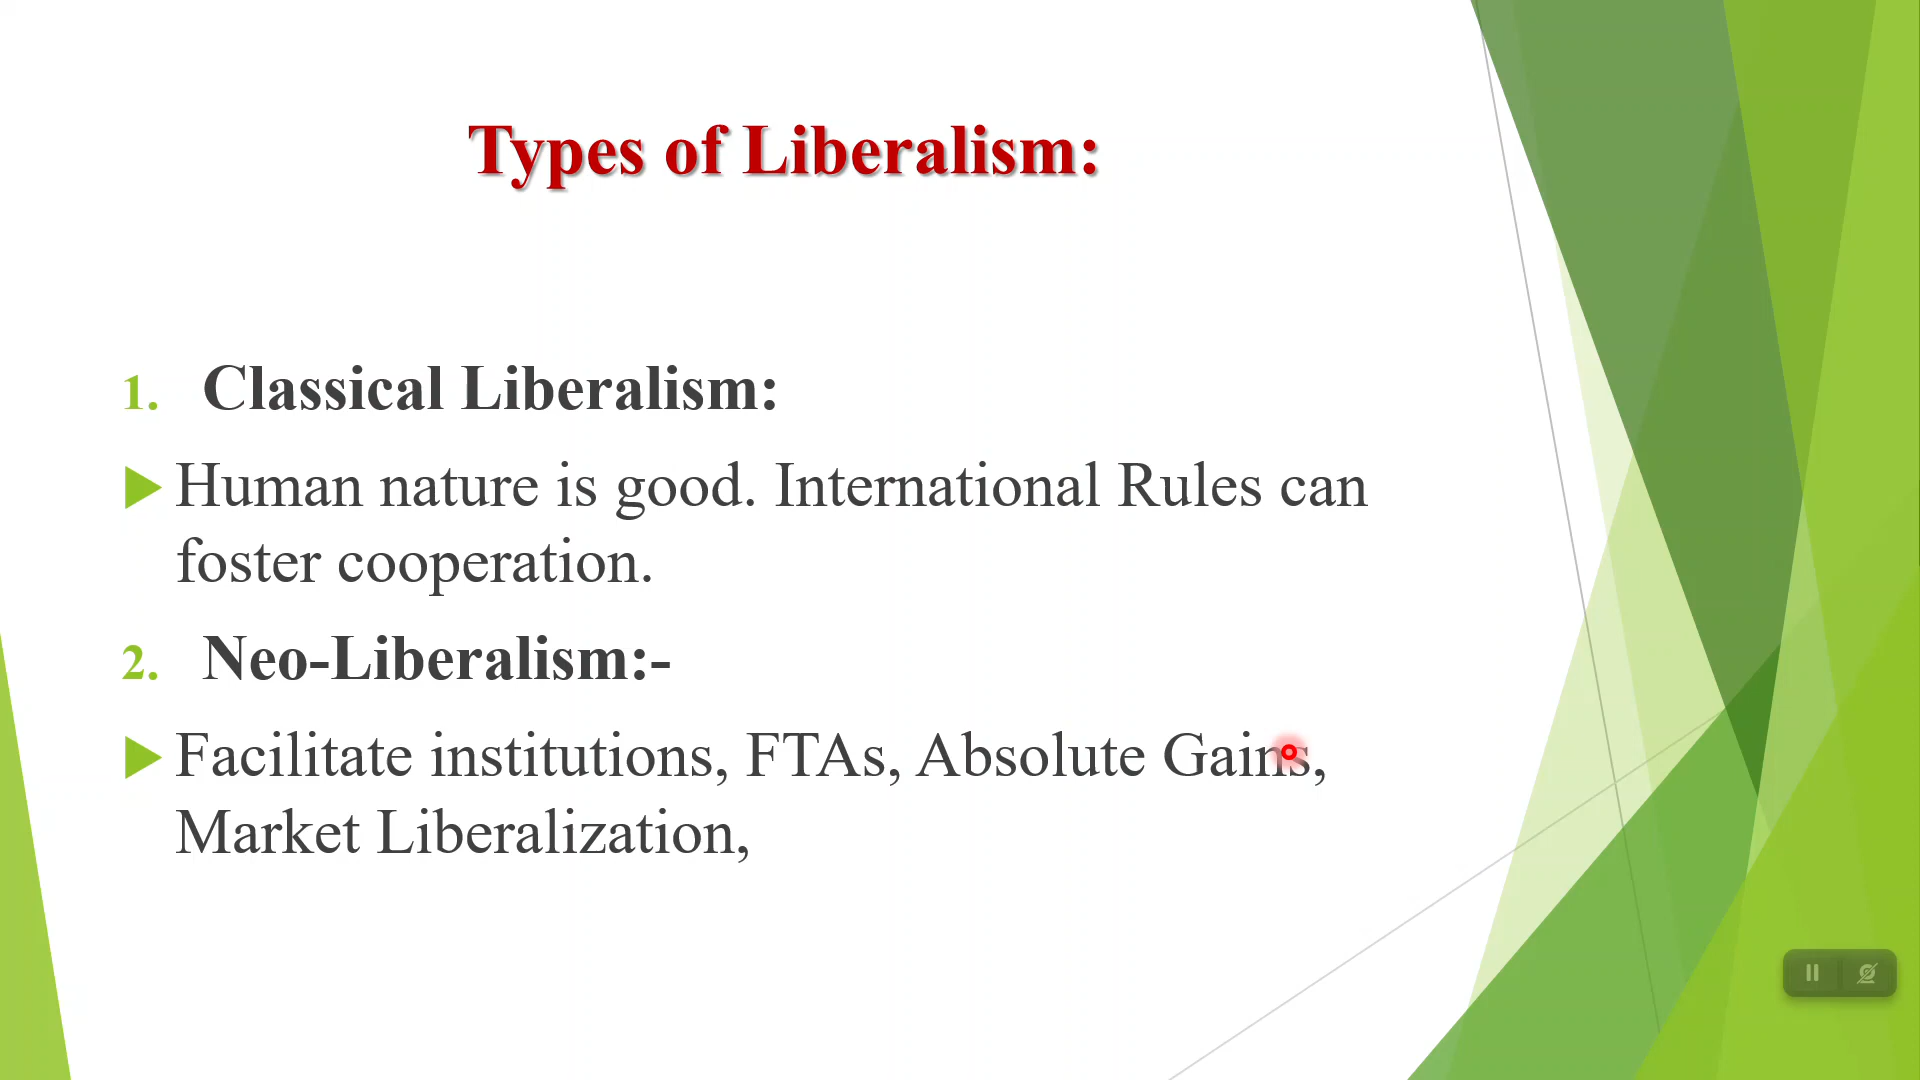 Types of Liberalism:
1. Classical Liberalism:
Human nature is good. International Rules can
foster cooperation.
2. Neo-Liberalism:-
Facilitate institutions, FTAs, Absolute Gains,
Market Liberalization,